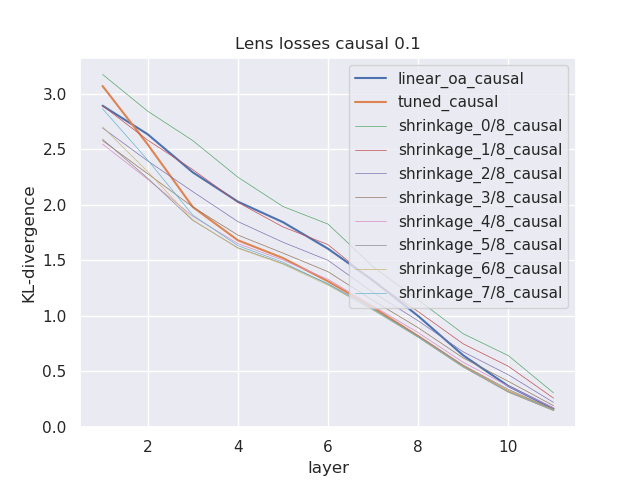 Lens losses causal 0.1
KL-divergence
3.0
2.5
2.0
1.5
1.0
0.5
0.0
linear_oa_causal
tuned_causal
shrinkage_0/8_causal
shrinkage_1/8_causal
shrinkage_2/8_causal
shrinkage_3/8_causal
shrinkage_4/8_causal
shrinkage_5/8_causal
shrinkage_6/8_causal
shrinkage_7/8_causal
2 4 6 8 10
layer